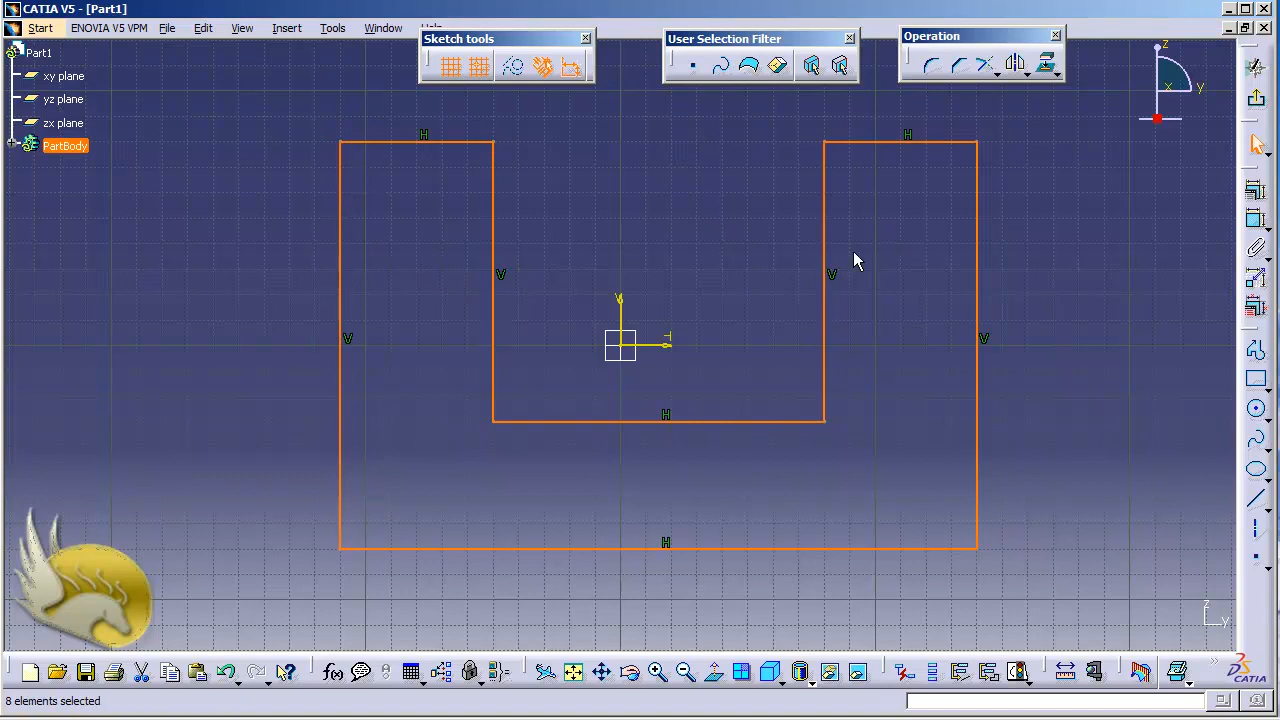 CATIA V5 - [Part1]
Start ENOVIA V5 VPM File Edit View Insert Tools Window Help
Sketch tools
User Selection Filter
Operation
Part1
xy plane
yz plane
zx plane
PartBody
z
x
y
H
H
V
V
V
V
V
H
H
H
z
y
f(x)
CATIA
8 elements selected